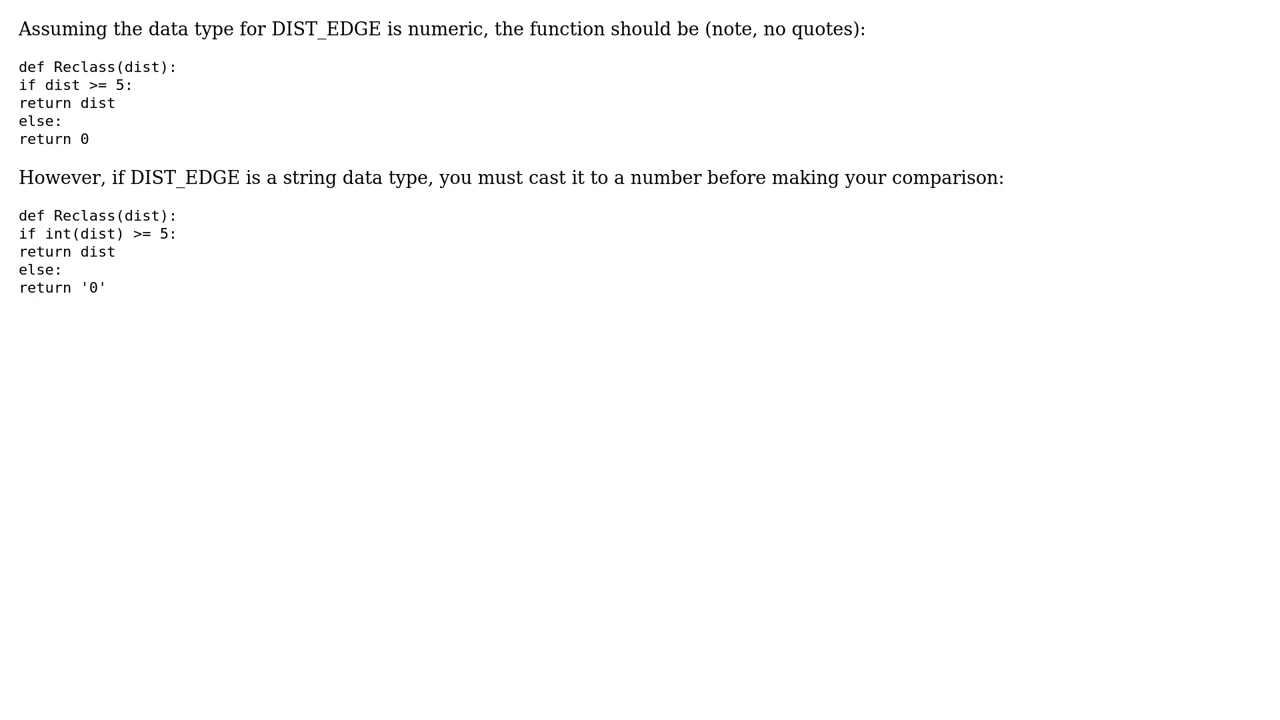 Assuming the data type for DIST_EDGE is numeric, the function should be (note, no quotes):
def Reclass(dist):
if dist >= 5:
return dist
else:
return 0
However, if DIST_EDGE is a string data type, you must cast it to a number before making your comparison:
def Reclass(dist):
if int(dist) >= 5:
return dist
else:
return '0'